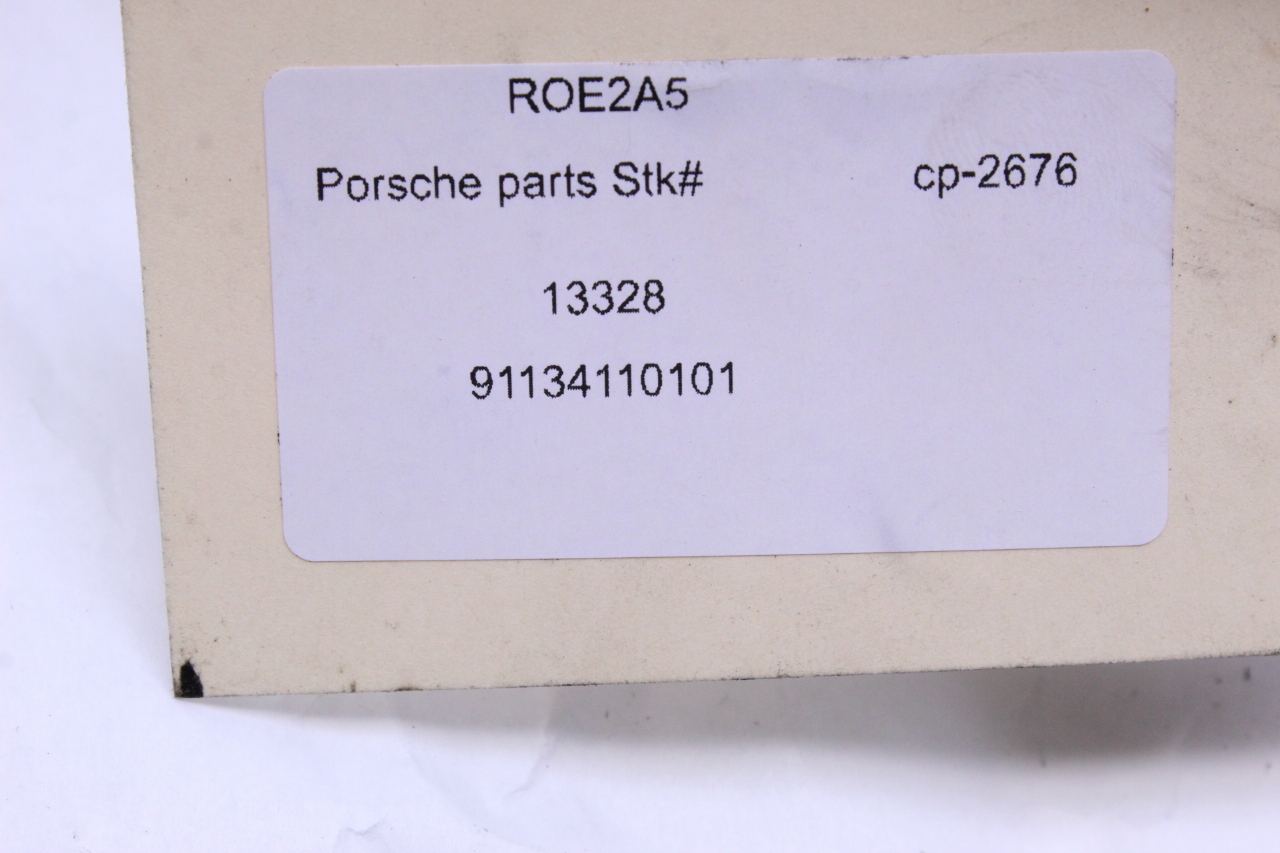 ROE2A5
Porsche parts Stk# cp-2676
13328
91134110101